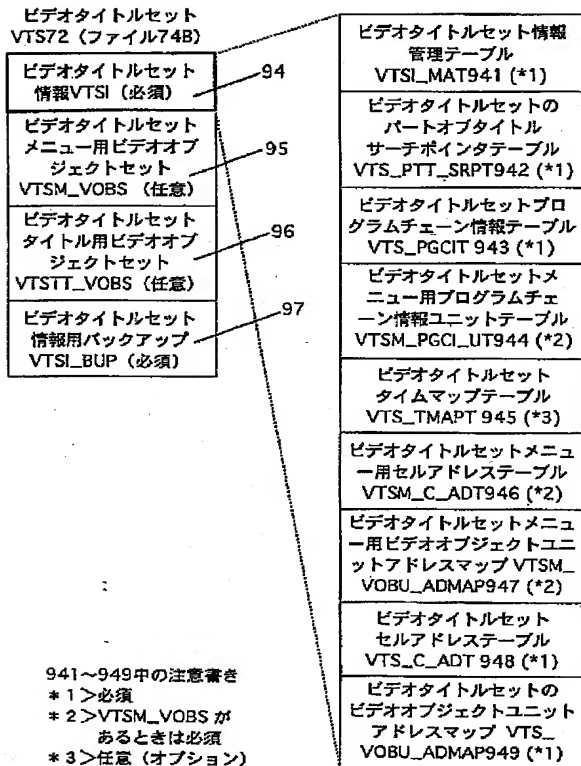 ビデオタイトルセット
VTS72(ファイル74B)
ビデオタイトルセット
情報VTSI(必須)
94
ビデオタイトルセット
メニュー用ビデオオブ
ジェクトセット
VTSM_VOBS(任意)
95
ビデオタイトルセット
タイトル用ビデオオブ
ジェクトセット
VTSTT_VOBS(任意)
96
ビデオタイトルセット
情報用バックアップ
VTSI_BUP(必須)
97
ビデオタイトルセット情報
管理テーブル
VTSI_MAT941 (*1)
ビデオタイトルセットの
パートオブタイトル
サーチポインタテーブル
VTS_PTT_SRPT942 (*1)
ビデオタイトルセットプロ
グラムチェーン情報テーブル
VTS_PGCIT 943 (*1)
ビデオタイトルセットメ
ニュー用プログラムチェ
ーン情報ユニットテーブル
VTSM_PGCI_UT944 (*2)
ビデオタイトルセット
タイムマップテーブル
VTS_TMAPT 945 (*3)
ビデオタイトルセットメニュ
ー用セルアドレステーブル
VTSM_C_ADT946 (*2)
ビデオタイトルセットメニュ
ー用ビデオオブジェクトユニ
ットアドレスマップ VTSM_
VOBU_ADMAP947 (*2)
ビデオタイトルセット
セルアドレステーブル
VTS_C_ADT 948 (*1)
ビデオタイトルセットの
ビデオオブジェクトユニット
アドレスマップ VTS_
VOBU_ADMAP949 (*1)
941~949中の注意書き
*1>必須
*2>VTSM_VOBS が
あるときは必須
*3>任意(オプション)